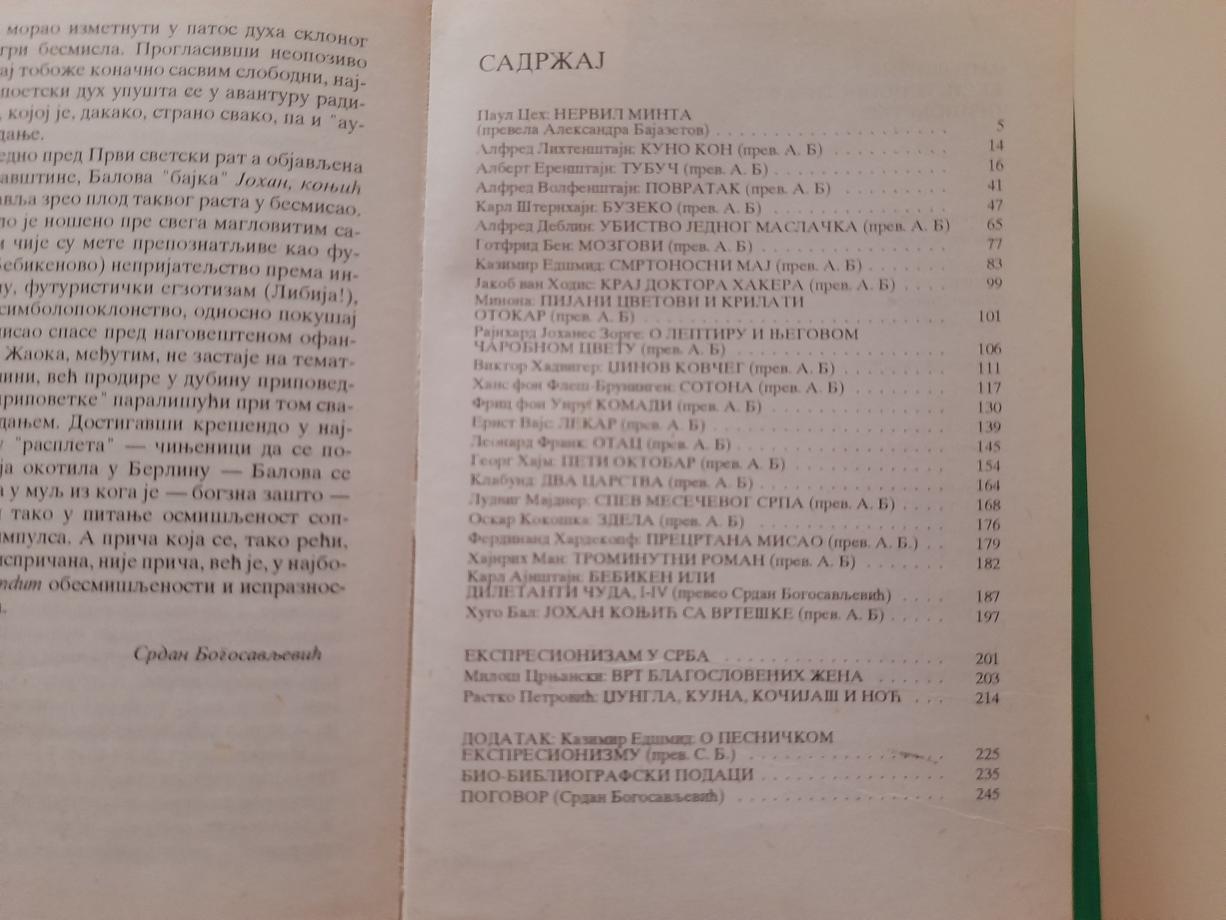 морао изметнути у патос духа склоног
гри бесмисла. Прогласивши неопозиво
ај тобоже коначно сасвим слободни, нај-
поетски дух упушта се у авантуру ради-
, којој је, дакако, страно свако, па и "ау-
дање.
едно пред Први светски рат а објављена
авштине, Балова "бајка" Јохан, коњић
авља зрео плод таквог раста у бесмисао.
ло је ношено пре свега магловитим са-
и чије су мете препознатљиве као фу-
Бебикеново) непријатељство према ин-
у, футуристички егзотизам (Либија!),
симболопоклонство, односно покушај
мисао спасе пред наговештеном офан-
Жаока, међутим, не застаје на темат-
ини, већ продире у дубину приповед-
риповетке" паралишући при том сва-
дањем. Достигавши крешендо у нај-
у "расплета" — чињеници да се по-
ја окотила у Берлину — Балова се
а у муљ из кога је — богзна зашто —
и тако у питање осмишљеност соп-
мпулса. А прича која се, тако рећи,
испричана, није прича, већ је, у најбо-
ndum обесмишљености и испразнос-
Срдан Богосављевић
САДРЖАЈ
Паул Цех: НЕРВИЛ МИНТА
(превела Александра Бајазетов) . . . . . . . . . . . . . . . . . . 5
Алфред Лихтенштајн: КУНО КОН (прев. А. Б) . . . . . . . . . . 14
Алберт Еренштајн: ТУБУЧ (прев. А. Б) . . . . . . . . . . . . . . 16
Алфред Волфенштајн: ПОВРАТАК (прев. А. Б) . . . . . . . . . 41
Карл Штернхајн: БУЗЕКО (прев. А. Б) . . . . . . . . . . . . . . 47
Алфред Деблин: УБИСТВО ЈЕДНОГ МАСЛАЧКА (прев. А. Б) 65
Готфрид Бен: МОЗГОВИ (прев. А. Б) . . . . . . . . . . . . . . . 77
Казимир Едшмид: СМРТОНОСНИ МАЈ (прев. А. Б) . . . . . . . 83
Јакоб ван Ходис: КРАЈ ДОКТОРА ХАКЕРА (прев. А. Б) . . . . . 99
Минона: ПИЈАНИ ЦВЕТОВИ И КРИЛАТИ
ОТОКАР (прев. А. Б) . . . . . . . . . . . . . . . . . . . . . . . . 101
Рајнхард Јоханес Зорге: О ЛЕПТИРУ И ЊЕГОВОМ
ЧАРОБНОМ ЦВЕТУ (прев. А. Б) . . . . . . . . . . . . . . . . . 106
Виктор Хадвигер: ЏИНОВ КОВЧЕГ (прев. А. Б) . . . . . . . . . 111
Ханс фон Флеш-Брунинген: СОТОНА (прев. А. Б) . . . . . . . . 117
Фриц фон Унру: КОМАДИ (прев. А. Б) . . . . . . . . . . . . . . 130
Ернст Вајс: ЛЕКАР (прев. А. Б) . . . . . . . . . . . . . . . . . . 139
Леонард Франк: ОТАЦ (прев. А. Б) . . . . . . . . . . . . . . . . 145
Георг Хајм: ПЕТИ ОКТОБАР (прев. А. Б) . . . . . . . . . . . . . 154
Клабунд: ДВА ЦАРСТВА (прев. А. Б) . . . . . . . . . . . . . . . 164
Лудвиг Мајднер: СПЕВ МЕСЕЧЕВОГ СРПА (прев. А. Б) . . . . . 168
Оскар Кокошка: ЗДЕЛА (прев. А. Б) . . . . . . . . . . . . . . . 176
Фердинанд Хардекопф: ПРЕЦРТАНА МИСАО (прев. А. Б.) . . 179
Хајнрих Ман: ТРОМИНУТНИ РОМАН (прев. А. Б) . . . . . . . . 182
Карл Ајнштајн: БЕБИКЕН ИЛИ
ДИЛЕТАНТИ ЧУДА, I-IV (превео Срдан Богосављевић) . . . . 187
Хуго Бал: ЈОХАН КОЊИЋ СА ВРТЕШКЕ (прев. А. Б) . . . . . 197
ЕКСПРЕСИОНИЗАМ У СРБА . . . . . . . . . . . . . . . . . . . 201
Милош Црњански: ВРТ БЛАГОСЛОВЕНИХ ЖЕНА . . . . . . 203
Растко Петровић: ЏУНГЛА, КУЈНА, КОЧИЈАШ И НОЋ . . . 214
ДОДАТАК: Казимир Едшмид: О ПЕСНИЧКОМ
ЕКСПРЕСИОНИЗМУ (прев. С. Б.) . . . . . . . . . . . . . . . . 225
БИО-БИБЛИОГРАФСКИ ПОДАЦИ . . . . . . . . . . . . . . . . 235
ПОГОВОР (Срдан Богосављевић) . . . . . . . . . . . . . . . . . 245